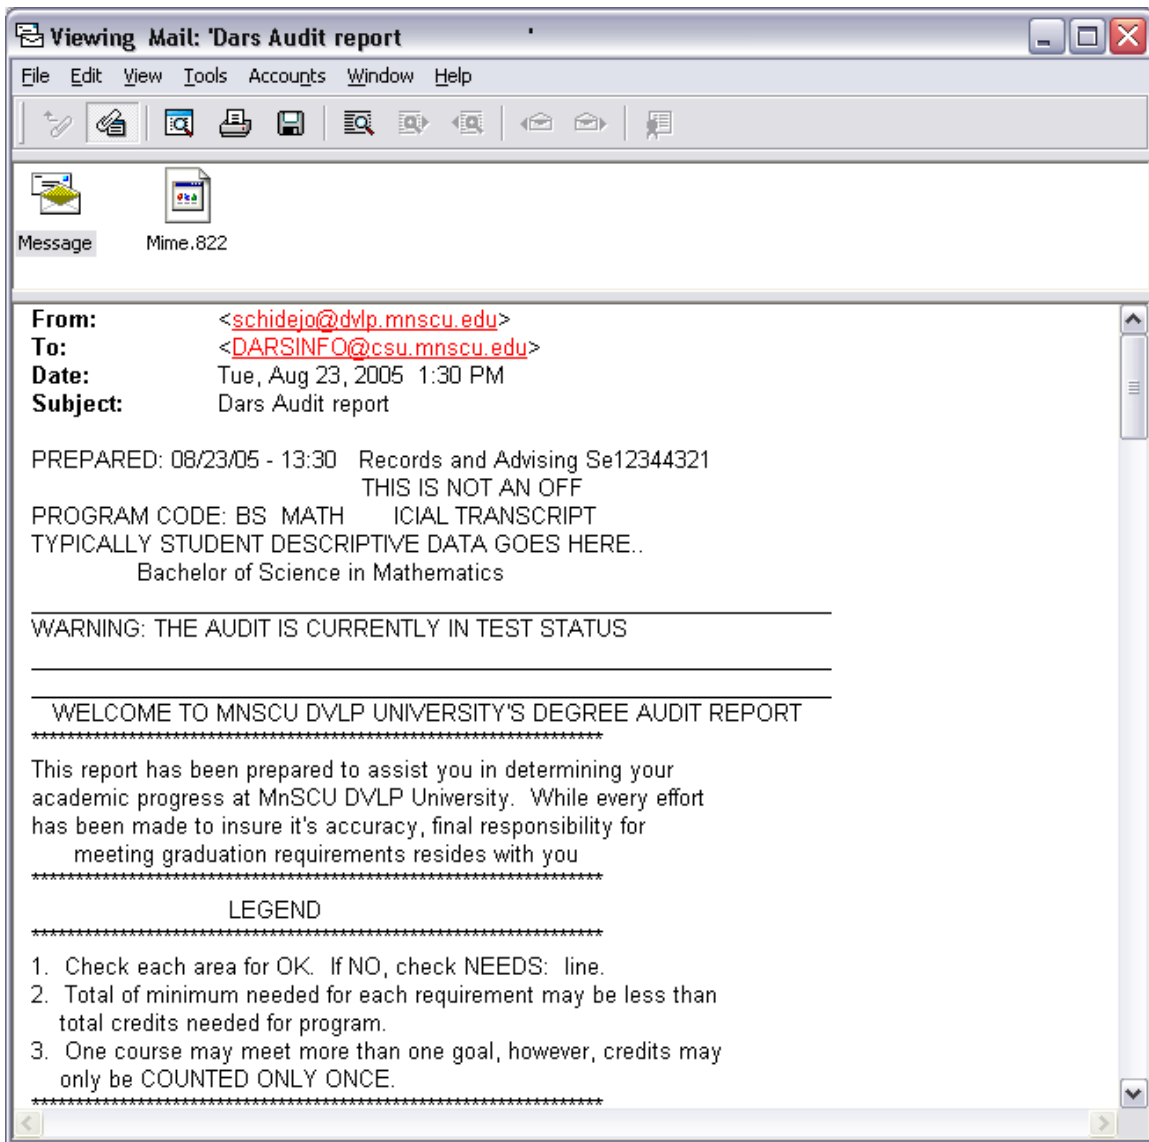 Viewing Mail: 'Dars Audit report '
File Edit View Tools Accounts Window Help
Message Mime.822
From: <schidejo@dvlp.mnscu.edu>
To: <DARSINFO@csu.mnscu.edu>
Date: Tue, Aug 23, 2005 1:30 PM
Subject: Dars Audit report
PREPARED: 08/23/05 - 13:30 Records and Advising Se12344321
THIS IS NOT AN OFF
PROGRAM CODE: BS MATH ICIAL TRANSCRIPT
TYPICALLY STUDENT DESCRIPTIVE DATA GOES HERE..
Bachelor of Science in Mathematics
WARNING: THE AUDIT IS CURRENTLY IN TEST STATUS
WELCOME TO MNSCU DVLP UNIVERSITY'S DEGREE AUDIT REPORT
This report has been prepared to assist you in determining your
academic progress at MnSCU DVLP University. While every effort
has been made to insure it's accuracy, final responsibility for
meeting graduation requirements resides with you
LEGEND
1. Check each area for OK. If NO, check NEEDS: line.
2. Total of minimum needed for each requirement may be less than
total credits needed for program.
3. One course may meet more than one goal, however, credits may
only be COUNTED ONLY ONCE.